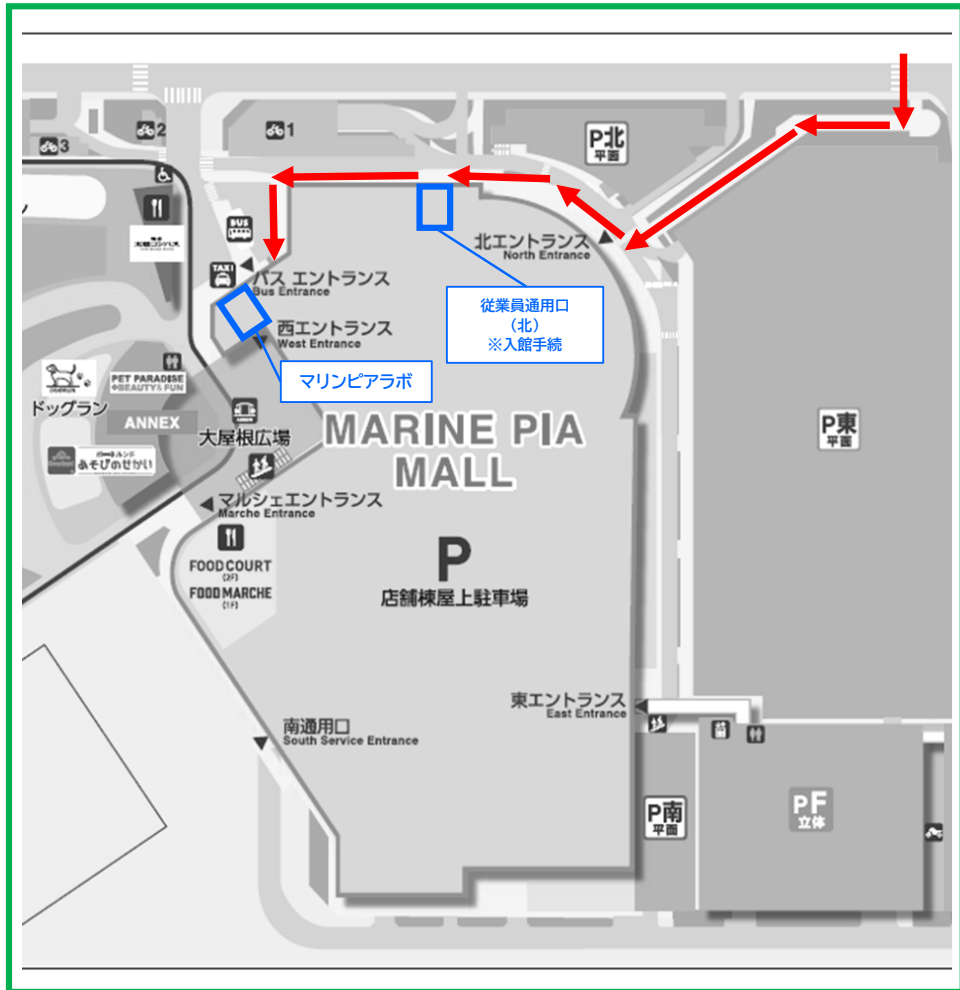 2
1
3
P北
平面
BUS
TAXI
北エントランス
North Entrance
バス エントランス
Bus Entrance
従業員通用口
(北)
※入館手続
西エントランス
West Entrance
マリンピアラボ
PET PARADISE
+BEAUTY & FUN
ドッグラン
ANNEX
大屋根広場
MARINE PIA
MALL
P東
平面
あそびのせかい
マルシェエントランス
Marche Entrance
FOOD COURT
(2F)
FOOD MARCHE
(1F)
P
店舗棟屋上駐車場
東エントランス
East Entrance
南通用口
South Service Entrance
P南
平面
PF
立体